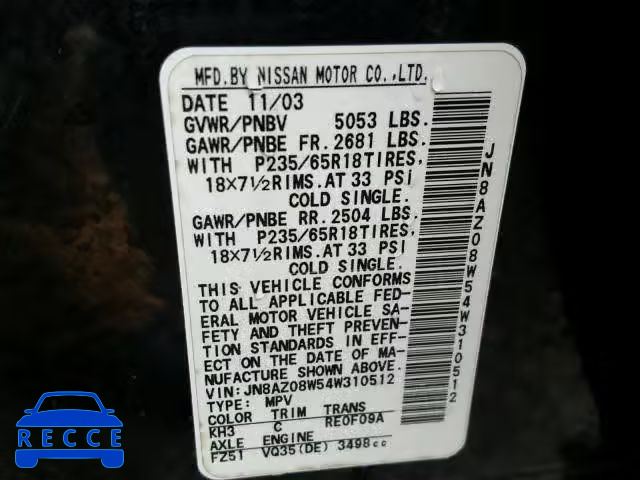 MFD.BY NISSAN MOTOR CO.,LTD.
DATE 11/03
GVWR/PNBV 5053 LBS.
GAWR/PNBE FR.2681 LBS.
WITH P235/65R18TIRES,
18×7½RIMS.AT 33 PSI
COLD SINGLE.
GAWR/PNBE RR.2504 LBS.
WITH P235/65R18TIRES,
18×7½RIMS.AT 33 PSI
COLD SINGLE.
THIS VEHICLE CONFORMS
TO ALL APPLICABLE FED-
ERAL MOTOR VEHICLE SA-
FETY AND THEFT PREVEN-
TION STANDARDS IN EFF-
ECT ON THE DATE OF MA-
NUFACTURE SHOWN ABOVE.
VIN:JN8AZ08W54W310512
TYPE: MPV
COLOR TRIM TRANS
KH3 C RE0F09A
AXLE ENGINE
FZ51 VQ35(DE) 3498cc
JN8AZ08W54W310512
RECCE